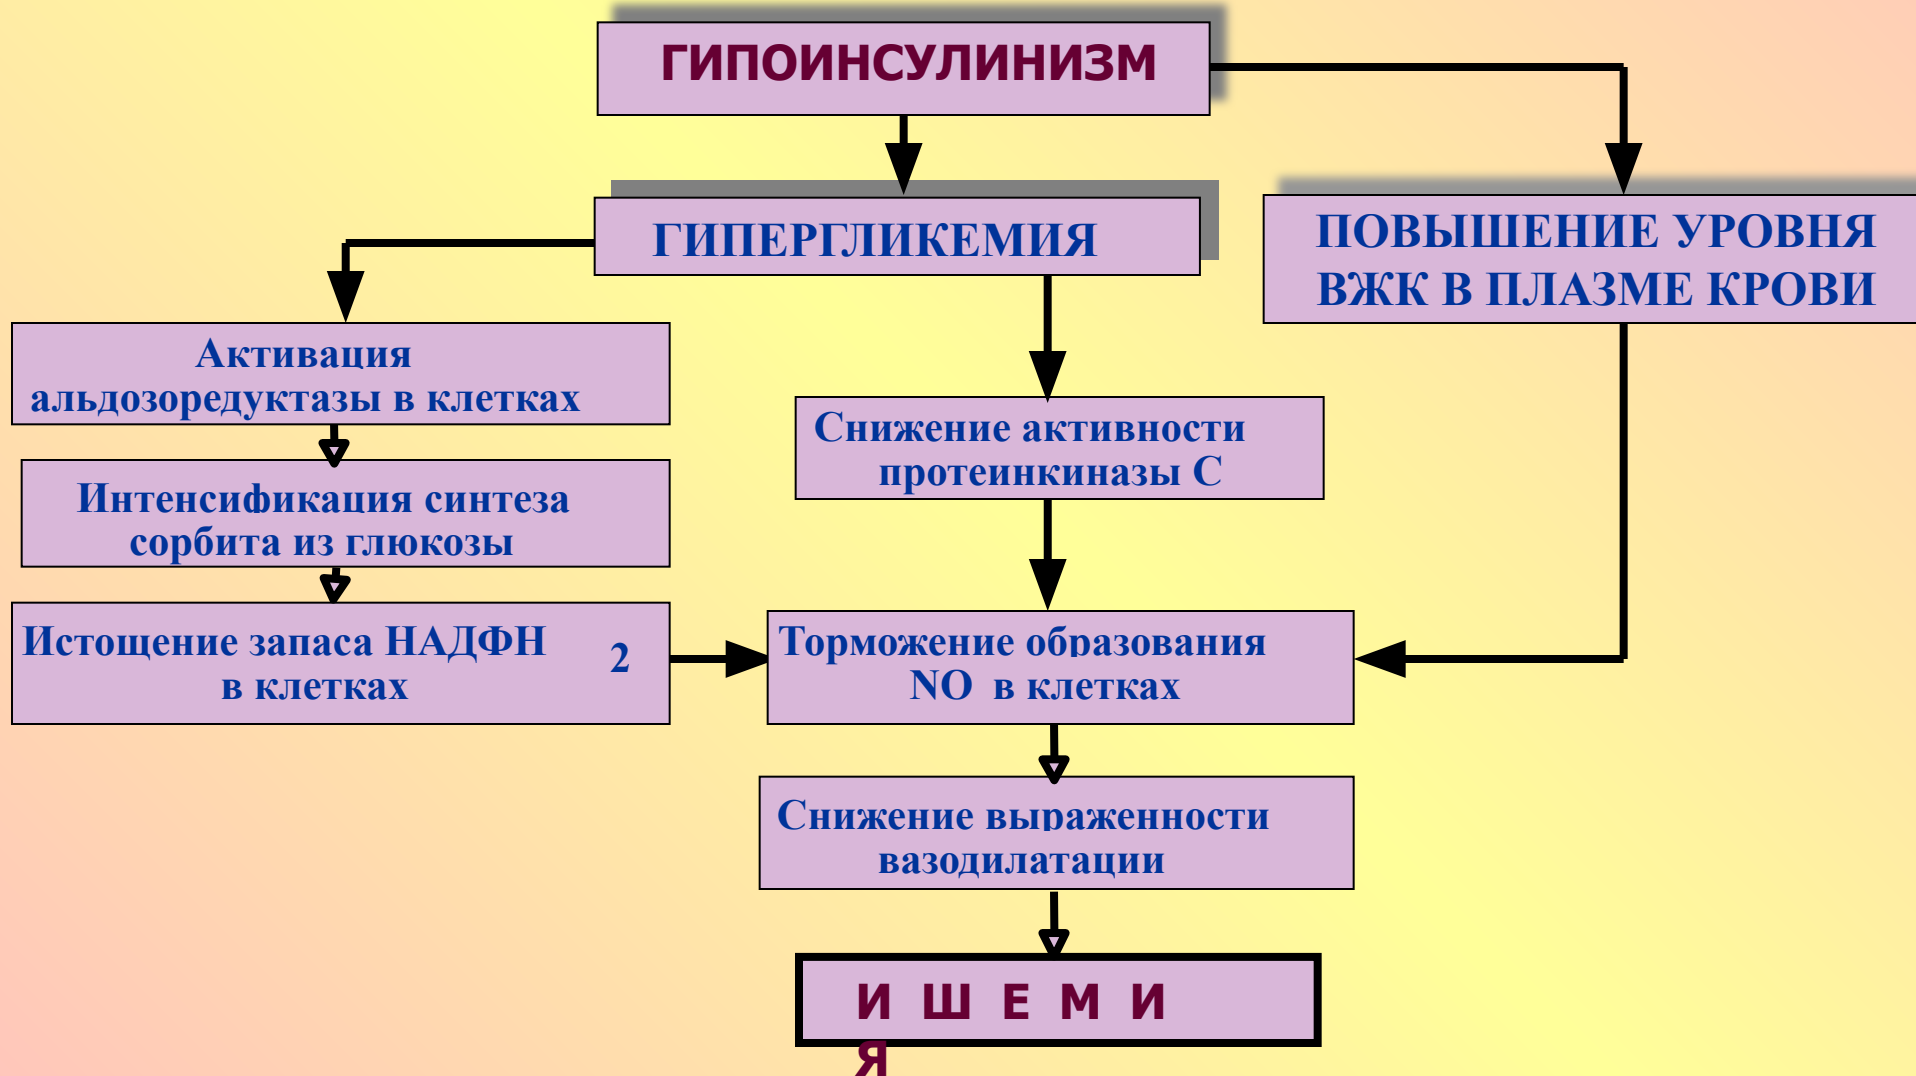 ГИПОИНСУЛИНИЗМ
ГИПЕРГЛИКЕМИЯ
ПОВЫШЕНИЕ УРОВНЯ
ВЖК В ПЛАЗМЕ КРОВИ
Активация
альдозоредуктазы в клетках
Снижение активности
протеинкиназы С
Интенсификация синтеза
сорбита из глюкозы
Истощение запаса НАДФН 2
в клетках
Торможение образования
NO в клетках
Снижение выраженности
вазодилатации
И Ш Е М И
Я